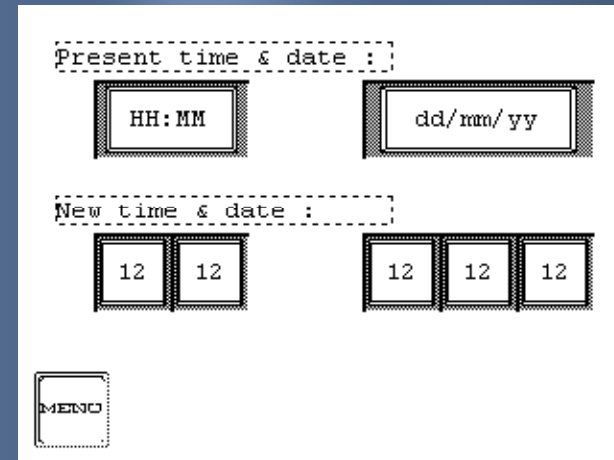 Present time & date :
HH:MM dd/mm/yy
New time & date :
12 12 12 12 12
MENU